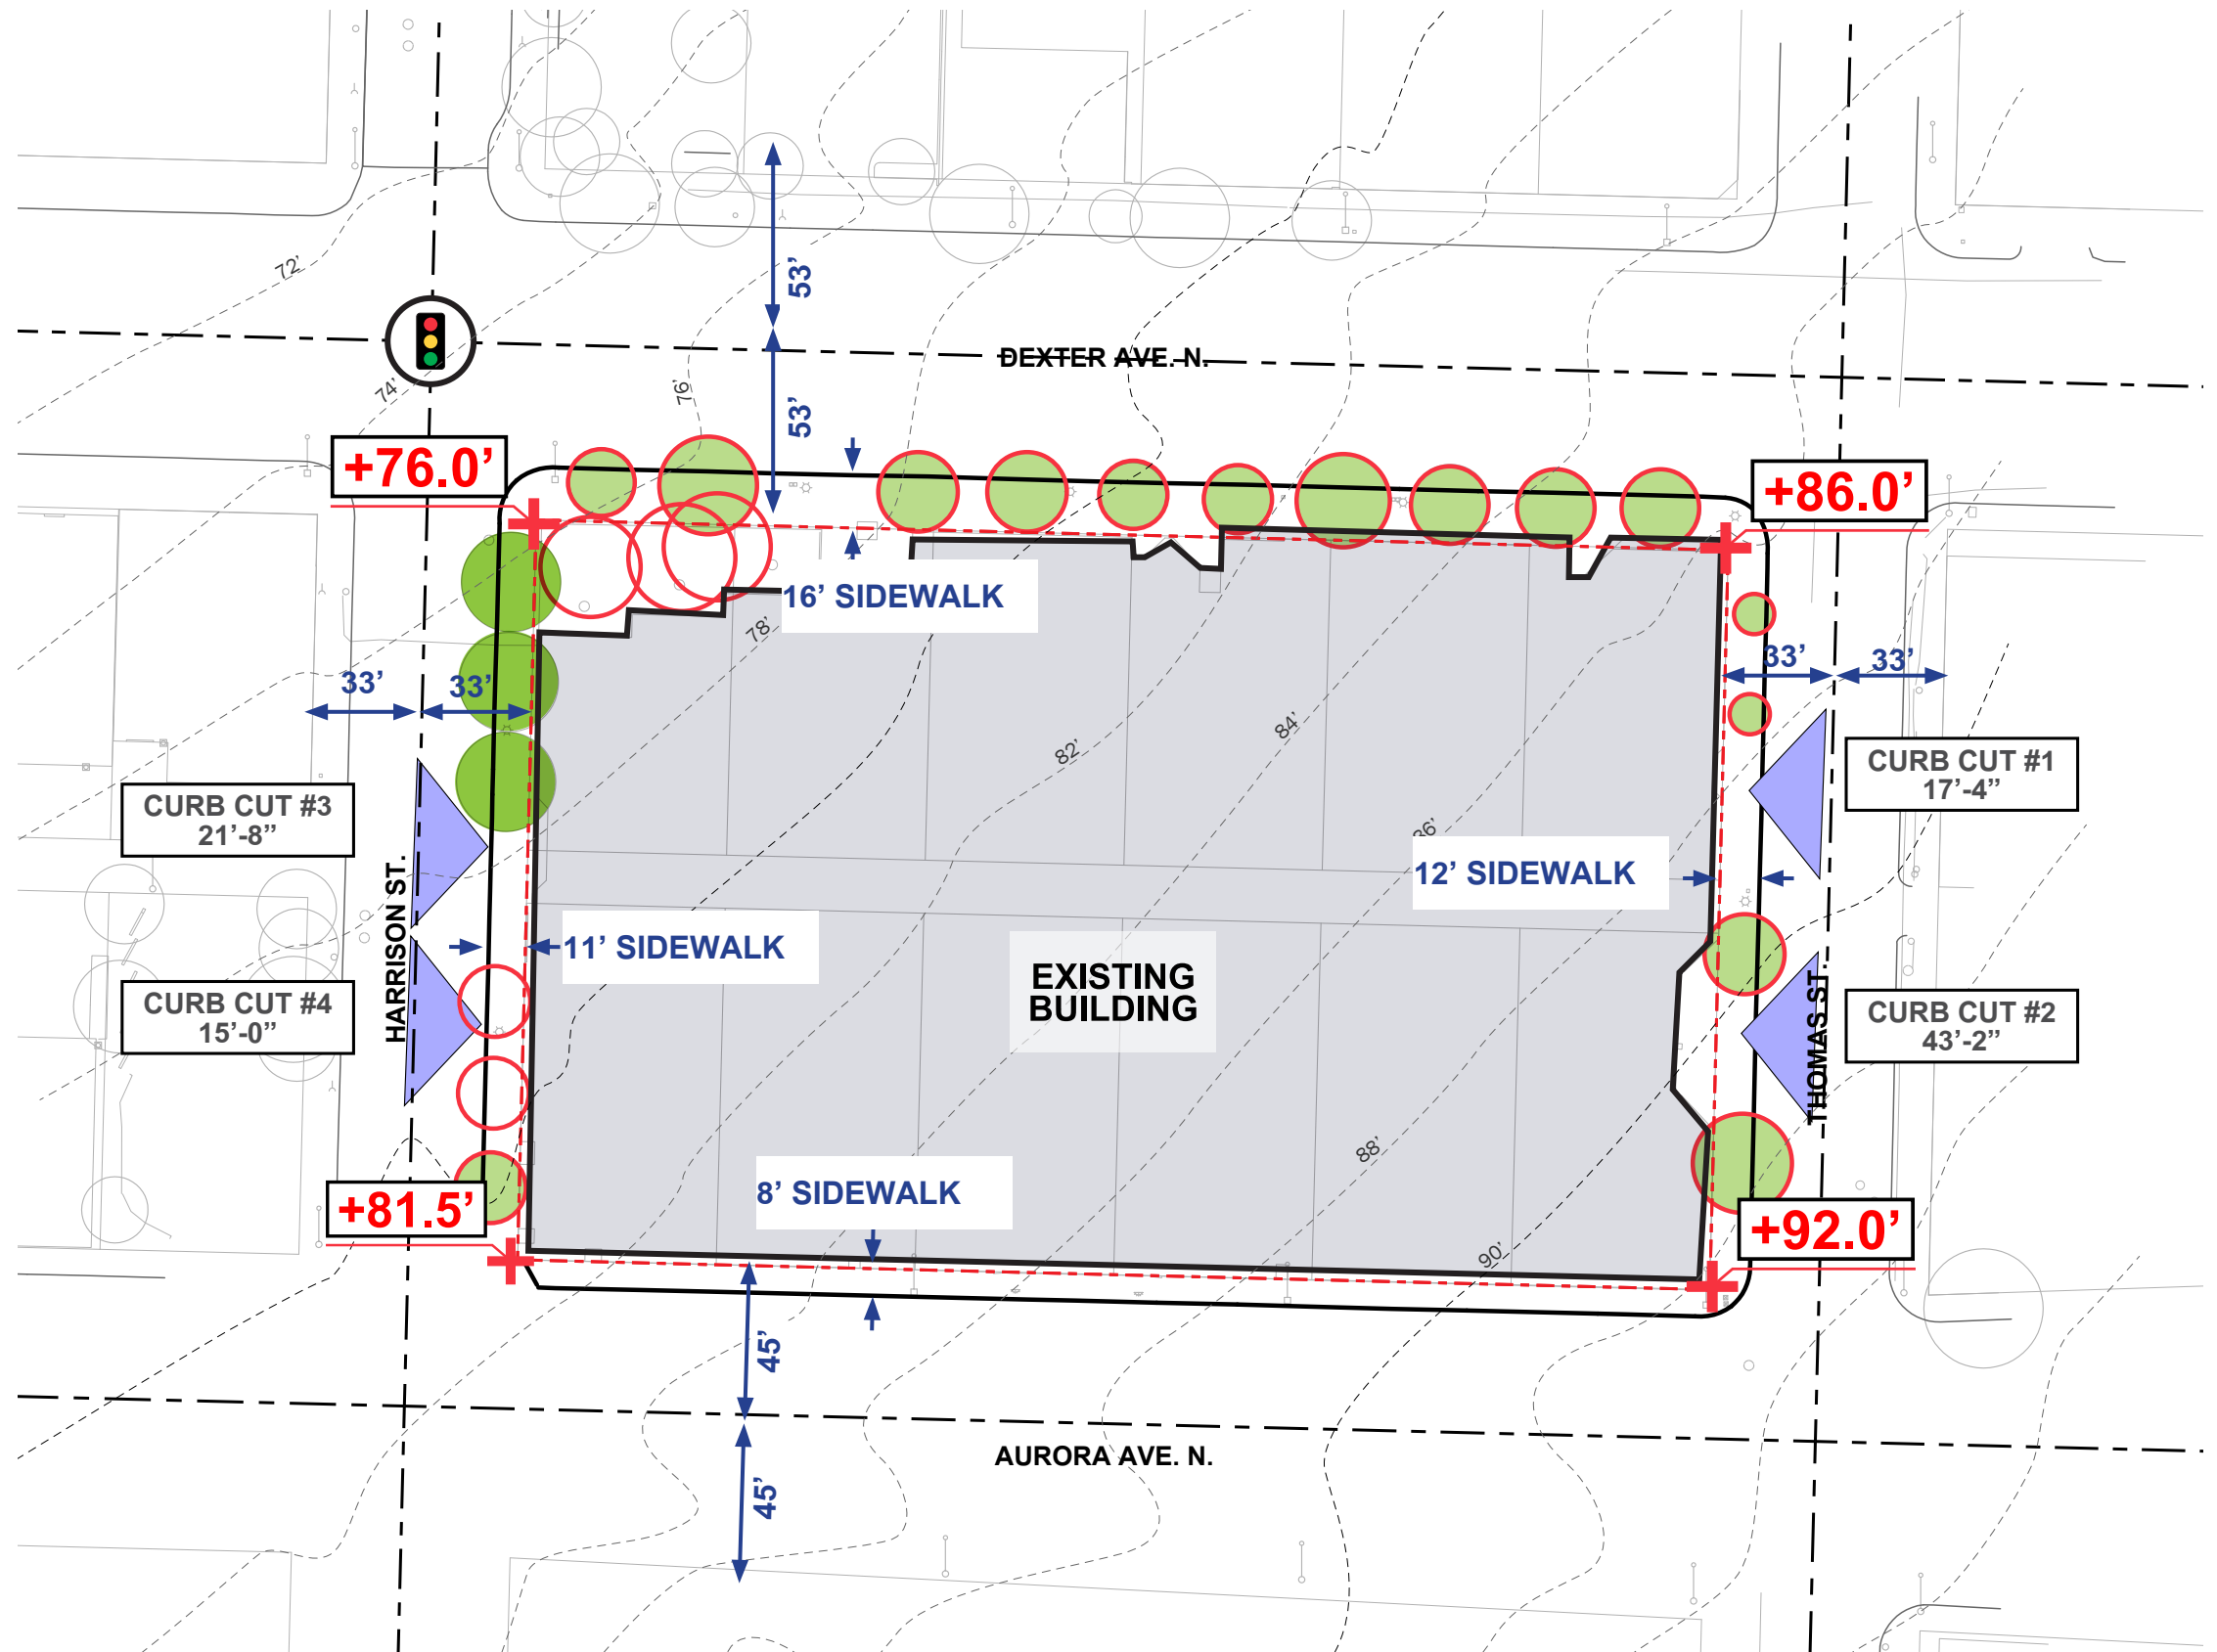 72’
53’
DEXTER AVE. N.
74’
76’
53’
+76.0’
+86.0’
16’ SIDEWALK
78’
33’
33’
33’
33’
84’
82’
CURB CUT #1
17’-4”
CURB CUT #3
21’-8”
86’
12’ SIDEWALK
HARRISON ST.
11’ SIDEWALK
EXISTING
BUILDING
CURB CUT #4
15’-0”
CURB CUT #2
43’-2”
THOMAS ST.
88’
8’ SIDEWALK
+81.5’
+92.0’
90’
45’
AURORA AVE. N.
45’